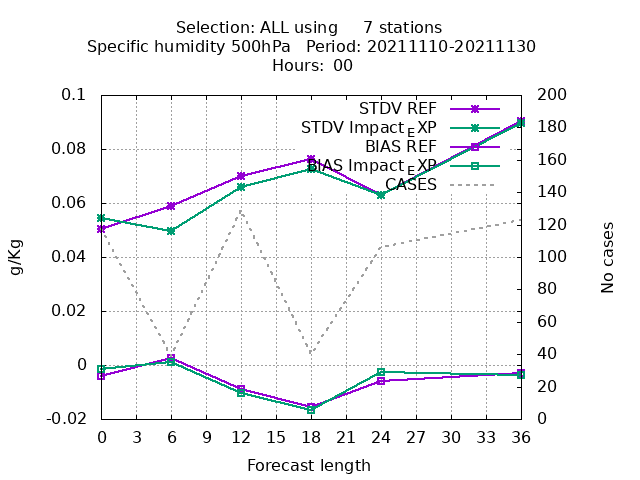 Selection: ALL using 7 stations
Specific humidity 500hPa Period: 20211110-20211130
Hours: 00
STDV REF
STDV Impact_EXP
BIAS REF
BIAS Impact_EXP
CASES
0.1
0.08
0.06
0.04
0.02
0
-0.02
g/Kg
200
180
160
140
120
100
80
60
40
20
0
No cases
0 3 6 9 12 15 18 21 24 27 30 33 36
Forecast length